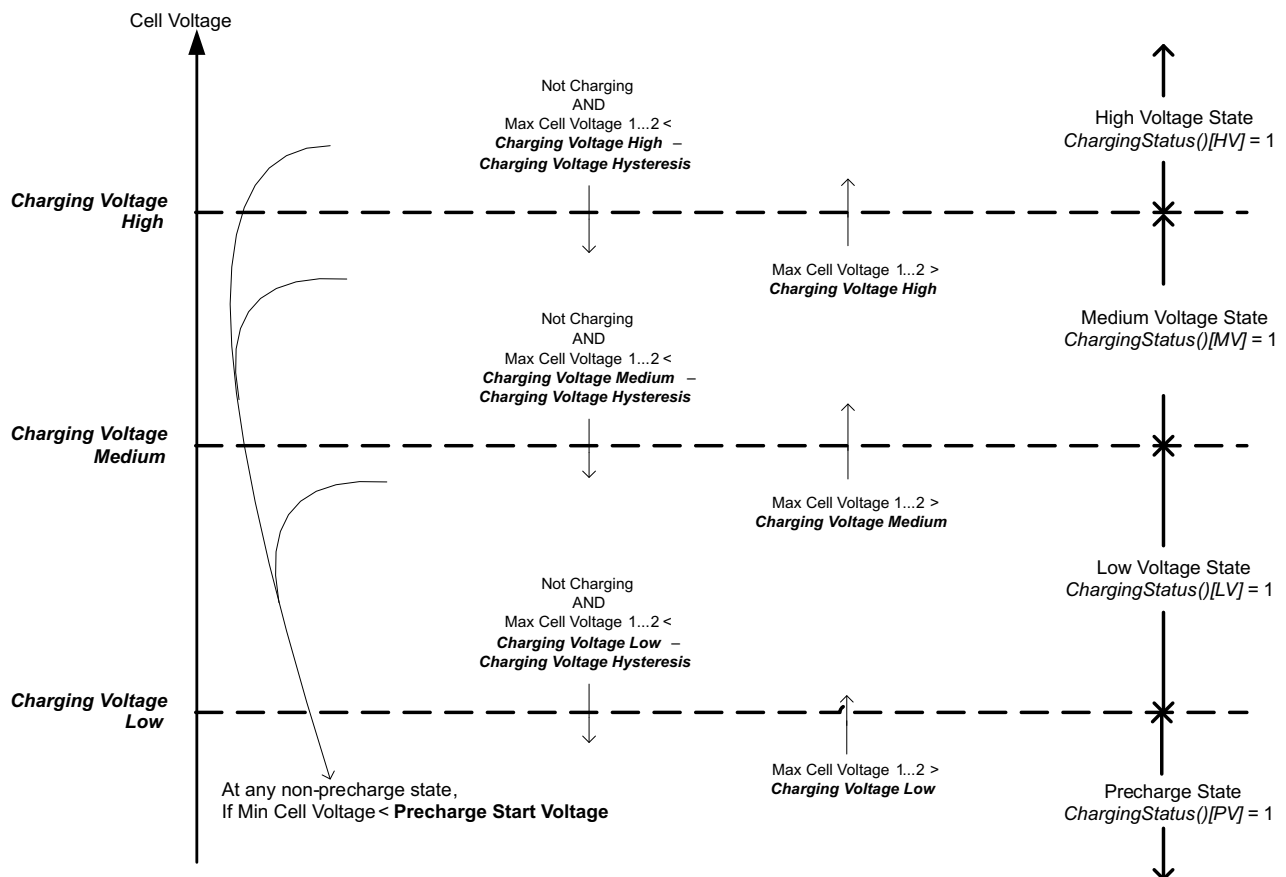 Cell Voltage
Not Charging
AND
Max Cell Voltage 1...2 <
Charging Voltage High –
Charging Voltage Hysteresis
High Voltage State
ChargingStatus()[HV] = 1
Charging Voltage
High
Max Cell Voltage 1...2 >
Charging Voltage High
Not Charging
AND
Max Cell Voltage 1...2 <
Charging Voltage Medium –
Charging Voltage Hysteresis
Medium Voltage State
ChargingStatus()[MV] = 1
Charging Voltage
Medium
Max Cell Voltage 1...2 >
Charging Voltage Medium
Not Charging
AND
Max Cell Voltage 1...2 <
Charging Voltage Low –
Charging Voltage Hysteresis
Low Voltage State
ChargingStatus()[LV] = 1
Charging Voltage
Low
Max Cell Voltage 1...2 >
Charging Voltage Low
At any non-precharge state,
If Min Cell Voltage < Precharge Start Voltage
Precharge State
ChargingStatus()[PV] = 1